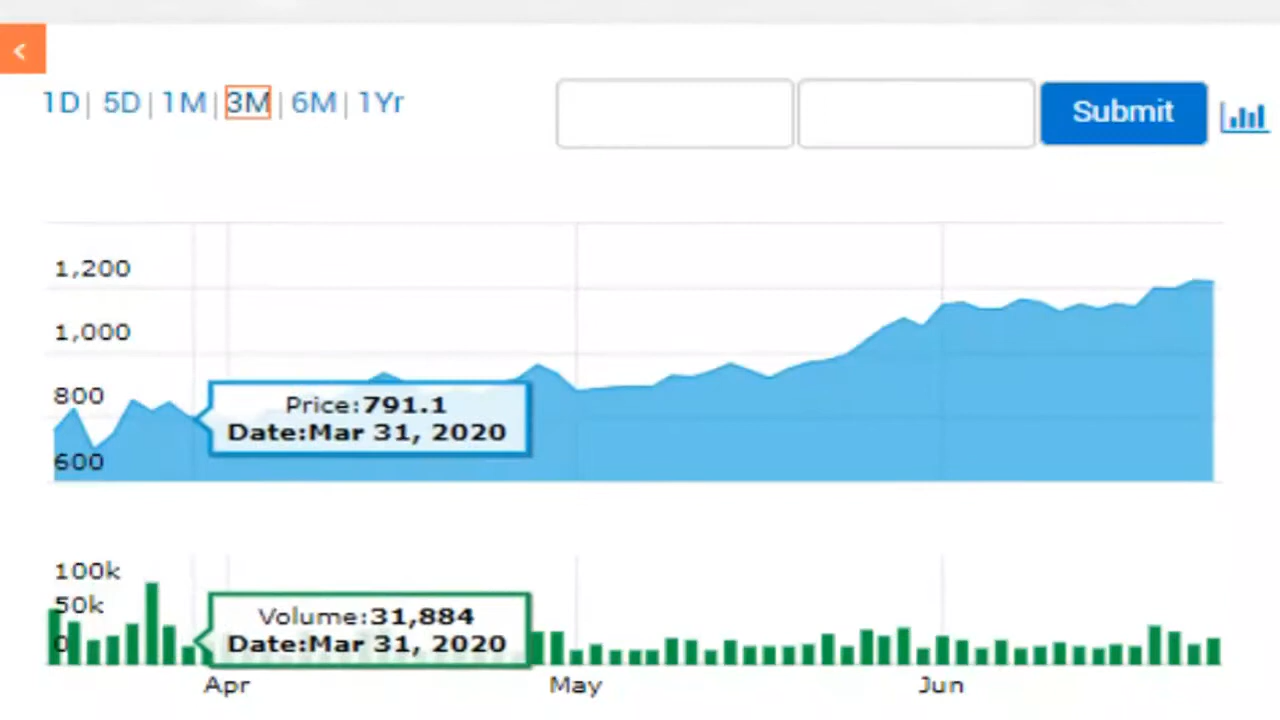 1D| 5D | 1M | 3M | 6M | 1Yr
Submit
1,200
1,000
800
600
Price:791.1
Date:Mar 31, 2020
100k
50k
0
Volume:31,884
Date:Mar 31, 2020
Apr May Jun